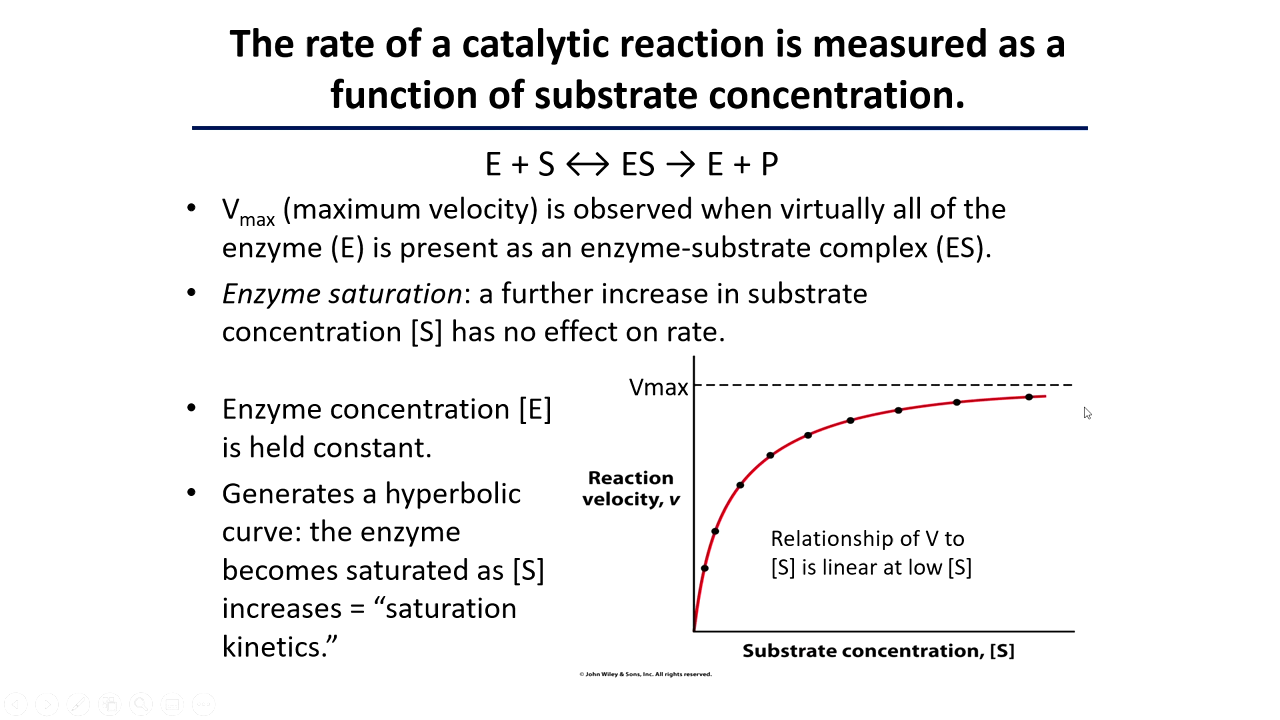 The rate of a catalytic reaction is measured as a
function of substrate concentration.
E + S ↔ ES → E + P
• Vmax (maximum velocity) is observed when virtually all of the
enzyme (E) is present as an enzyme-substrate complex (ES).
• Enzyme saturation: a further increase in substrate
concentration [S] has no effect on rate.
• Enzyme concentration [E]
is held constant.
• Generates a hyperbolic
curve: the enzyme
becomes saturated as [S]
increases = “saturation
kinetics.”
Vmax
Reaction
velocity, v
Relationship of V to
[S] is linear at low [S]
Substrate concentration, [S]
© John Wiley & Sons, Inc. All rights reserved.